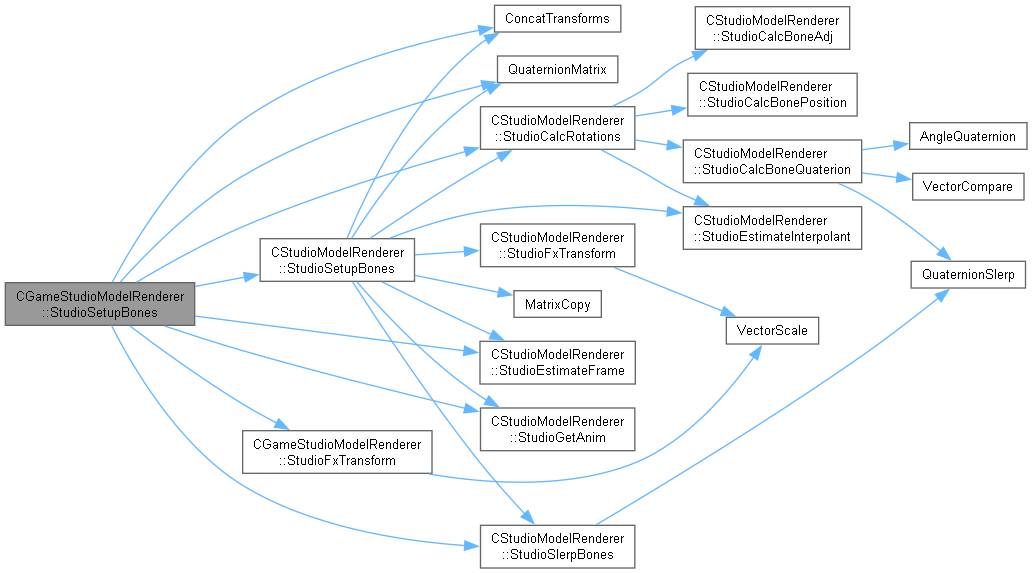 ConcatTransforms
CStudioModelRenderer
::StudioCalcBoneAdj
QuaternionMatrix
CStudioModelRenderer
::StudioCalcBonePosition
CStudioModelRenderer
::StudioCalcRotations
AngleQuaternion
CStudioModelRenderer
::StudioCalcBoneQuaterion
VectorCompare
CStudioModelRenderer
::StudioEstimateInterpolant
CStudioModelRenderer
::StudioSetupBones
CStudioModelRenderer
::StudioFxTransform
QuaternionSlerp
CGameStudioModelRenderer
::StudioSetupBones
MatrixCopy
VectorScale
CStudioModelRenderer
::StudioEstimateFrame
CStudioModelRenderer
::StudioGetAnim
CGameStudioModelRenderer
::StudioFxTransform
CStudioModelRenderer
::StudioSlerpBones